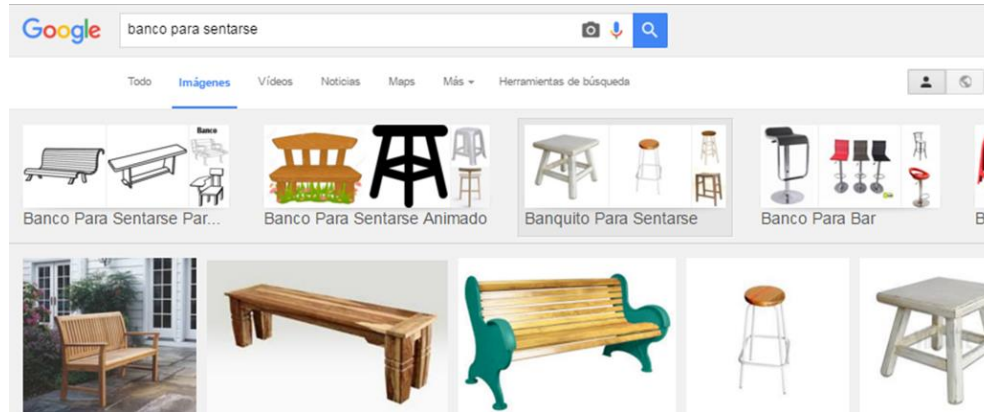 Google
banco para sentarse
Todo Imágenes Vídeos Noticias Maps Más Herramientas de búsqueda
Banco
Banco Para Sentarse Par...
Banco Para Sentarse Animado
Banquito Para Sentarse
Banco Para Bar
B